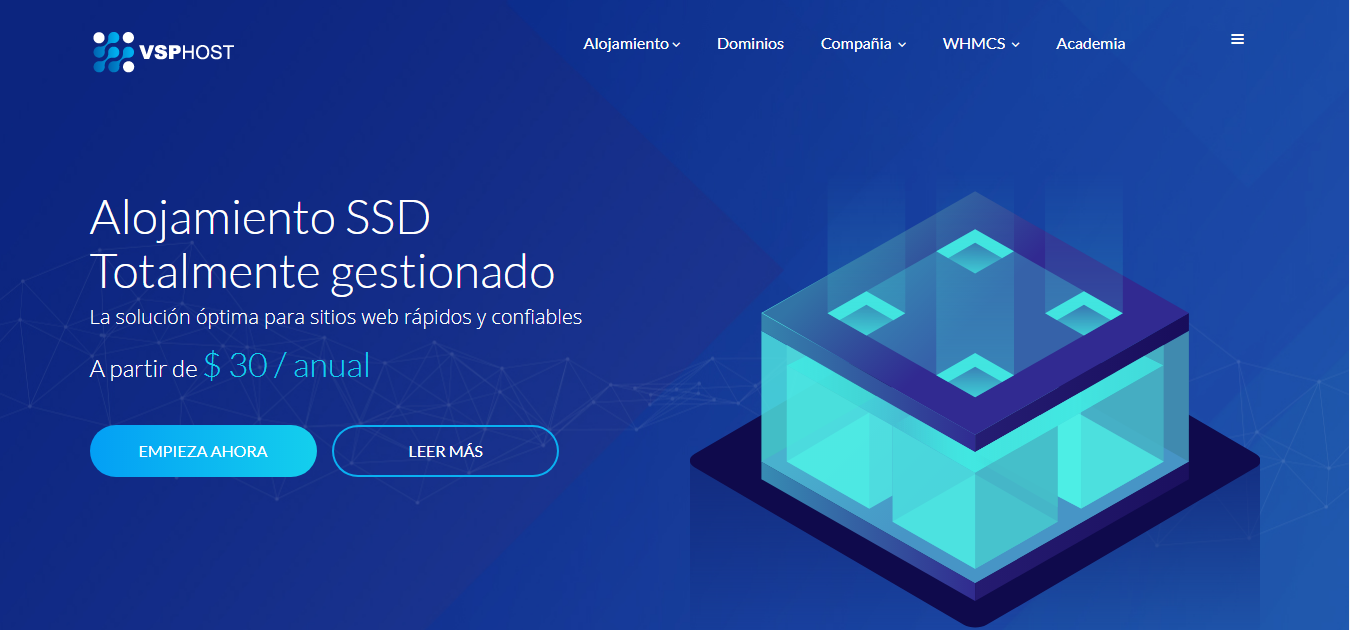 VSPHOST
Alojamiento Dominios Compañia WHMCS Academia
Alojamiento SSD
Totalmente gestionado
La solución óptima para sitios web rápidos y confiables
A partir de $ 30 / anual
EMPIEZA AHORA LEER MÁS